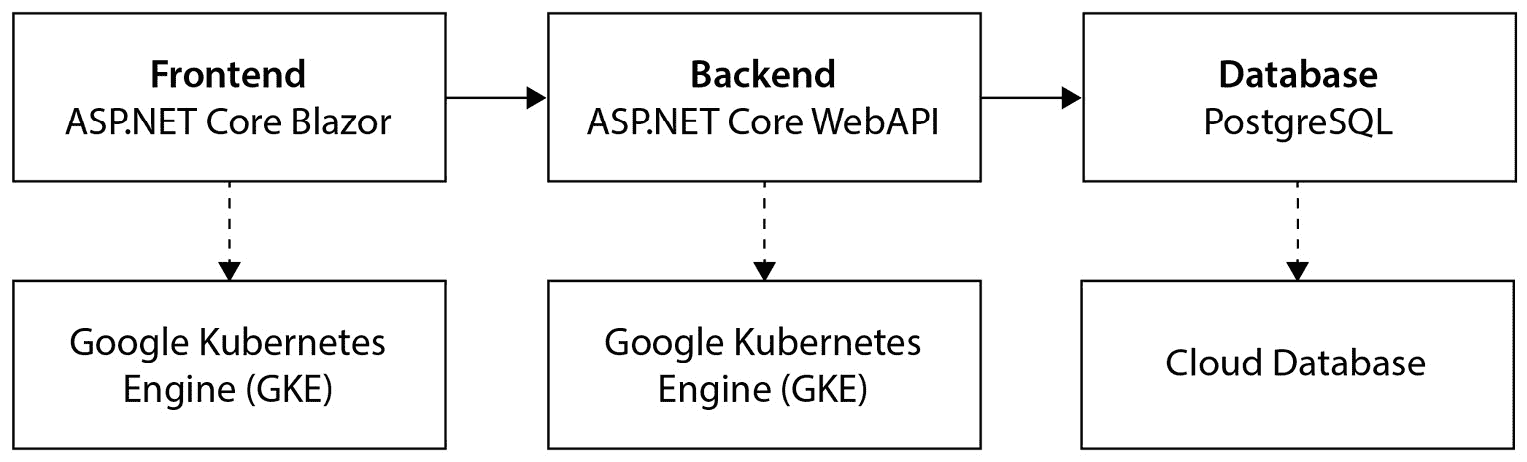 Frontend
ASP.NET Core Blazor
Backend
ASP.NET Core WebAPI
Database
PostgreSQL
Google Kubernetes
Engine (GKE)
Google Kubernetes
Engine (GKE)
Cloud Database